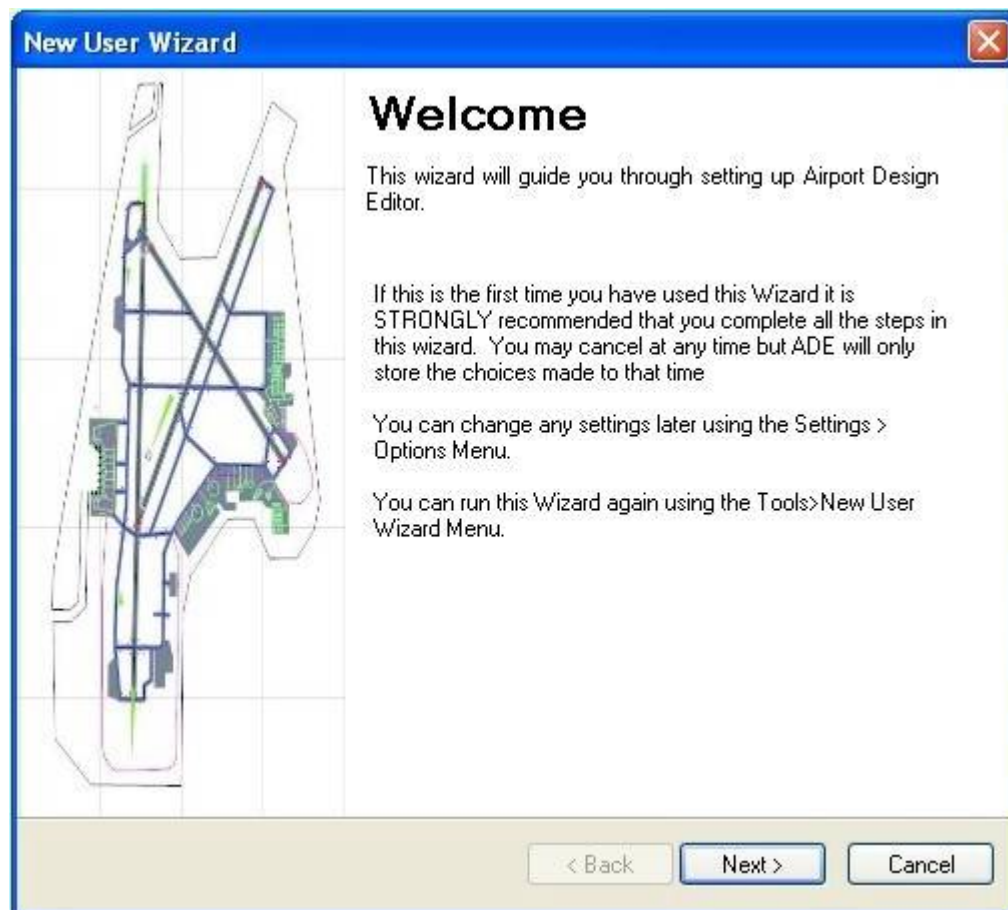 New User Wizard
Welcome
This wizard will guide you through setting up Airport Design
Editor.
If this is the first time you have used this Wizard it is
STRONGLY recommended that you complete all the steps in
this wizard. You may cancel at any time but ADE will only
store the choices made to that time
You can change any settings later using the Settings >
Options Menu.
You can run this Wizard again using the Tools>New User
Wizard Menu.
< Back
Next >
Cancel